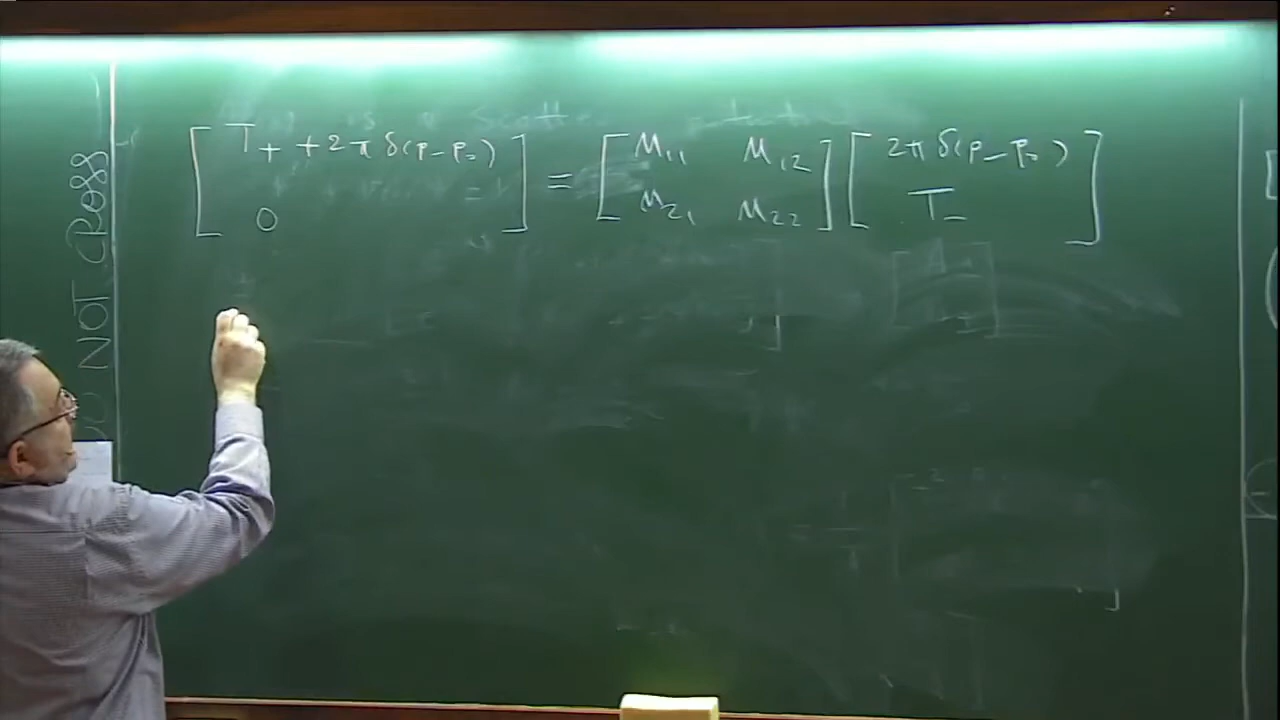 [ T₊ + 2π δ(p - p₀) ] = [ M₁₁ M₁₂ ] [ 2π δ(p - p₀) ]
[ 0 ] [ M₂₁ M₂₂ ] [ T₋ ]
DO NOT CROSS